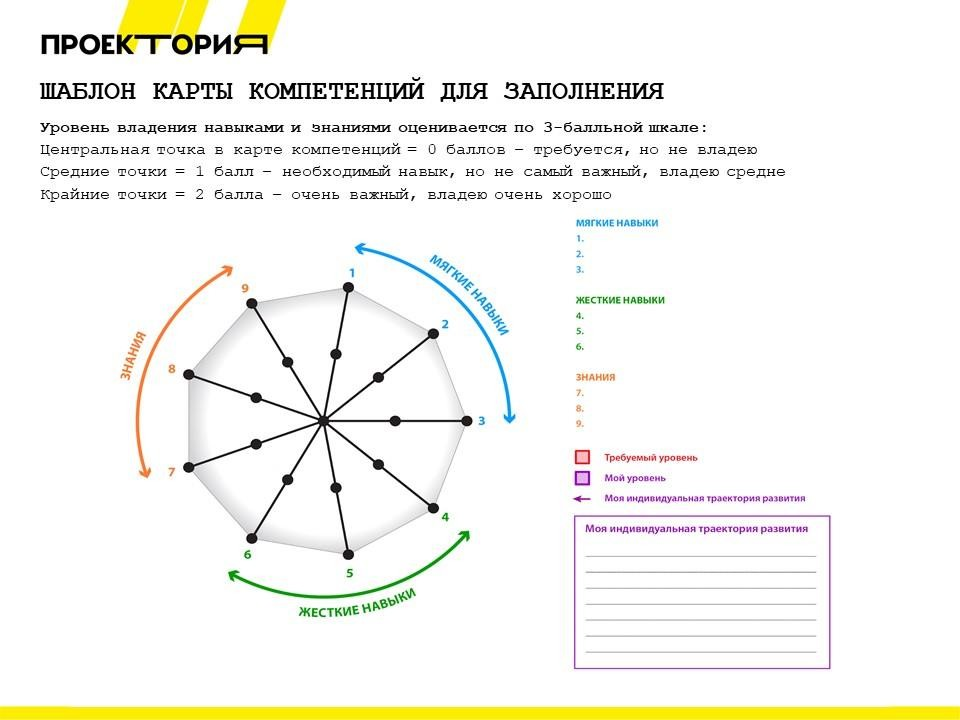 ПРОЕКТОРИЯ
ШАБЛОН КАРТЫ КОМПЕТЕНЦИЙ ДЛЯ ЗАПОЛНЕНИЯ
Уровень владения навыками и знаниями оценивается по 3-балльной шкале:
Центральная точка в карте компетенций = 0 баллов – требуется, но не владею
Средние точки = 1 балл – необходимый навык, но не самый важный, владею средне
Крайние точки = 2 балла – очень важный, владею очень хорошо
МЯГКИЕ НАВЫКИ
1.
2.
3.
ЖЕСТКИЕ НАВЫКИ
4.
5.
6.
ЗНАНИЯ
7.
8.
9.
1
2
3
4
5
6
7
8
9
МЯГКИЕ НАВЫКИ
ЖЕСТКИЕ НАВЫКИ
ЗНАНИЯ
Требуемый уровень
Мой уровень
Моя индивидуальная траектория развития
Моя индивидуальная траектория развития